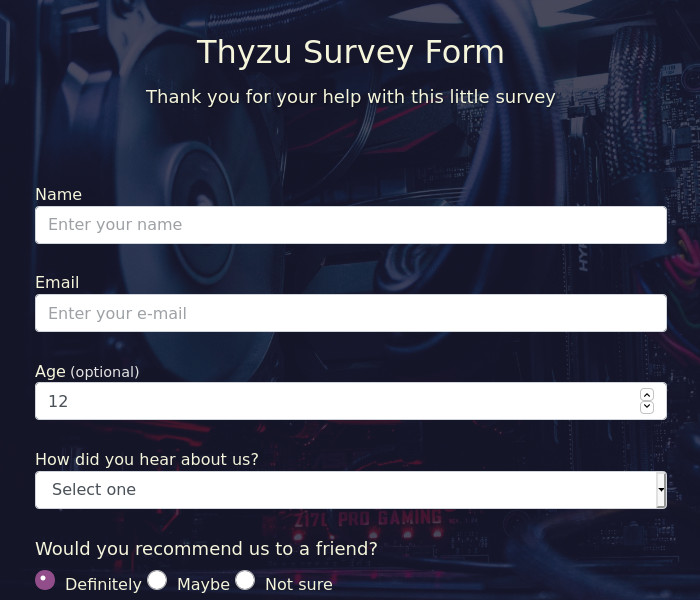 Thyzu Survey Form
Thank you for your help with this little survey
Name
Enter your name
Email
Enter your e-mail
Age (optional)
12
How did you hear about us?
Select one
PRO GAMING
Would you recommend us to a friend?
Definitely Maybe Not sure